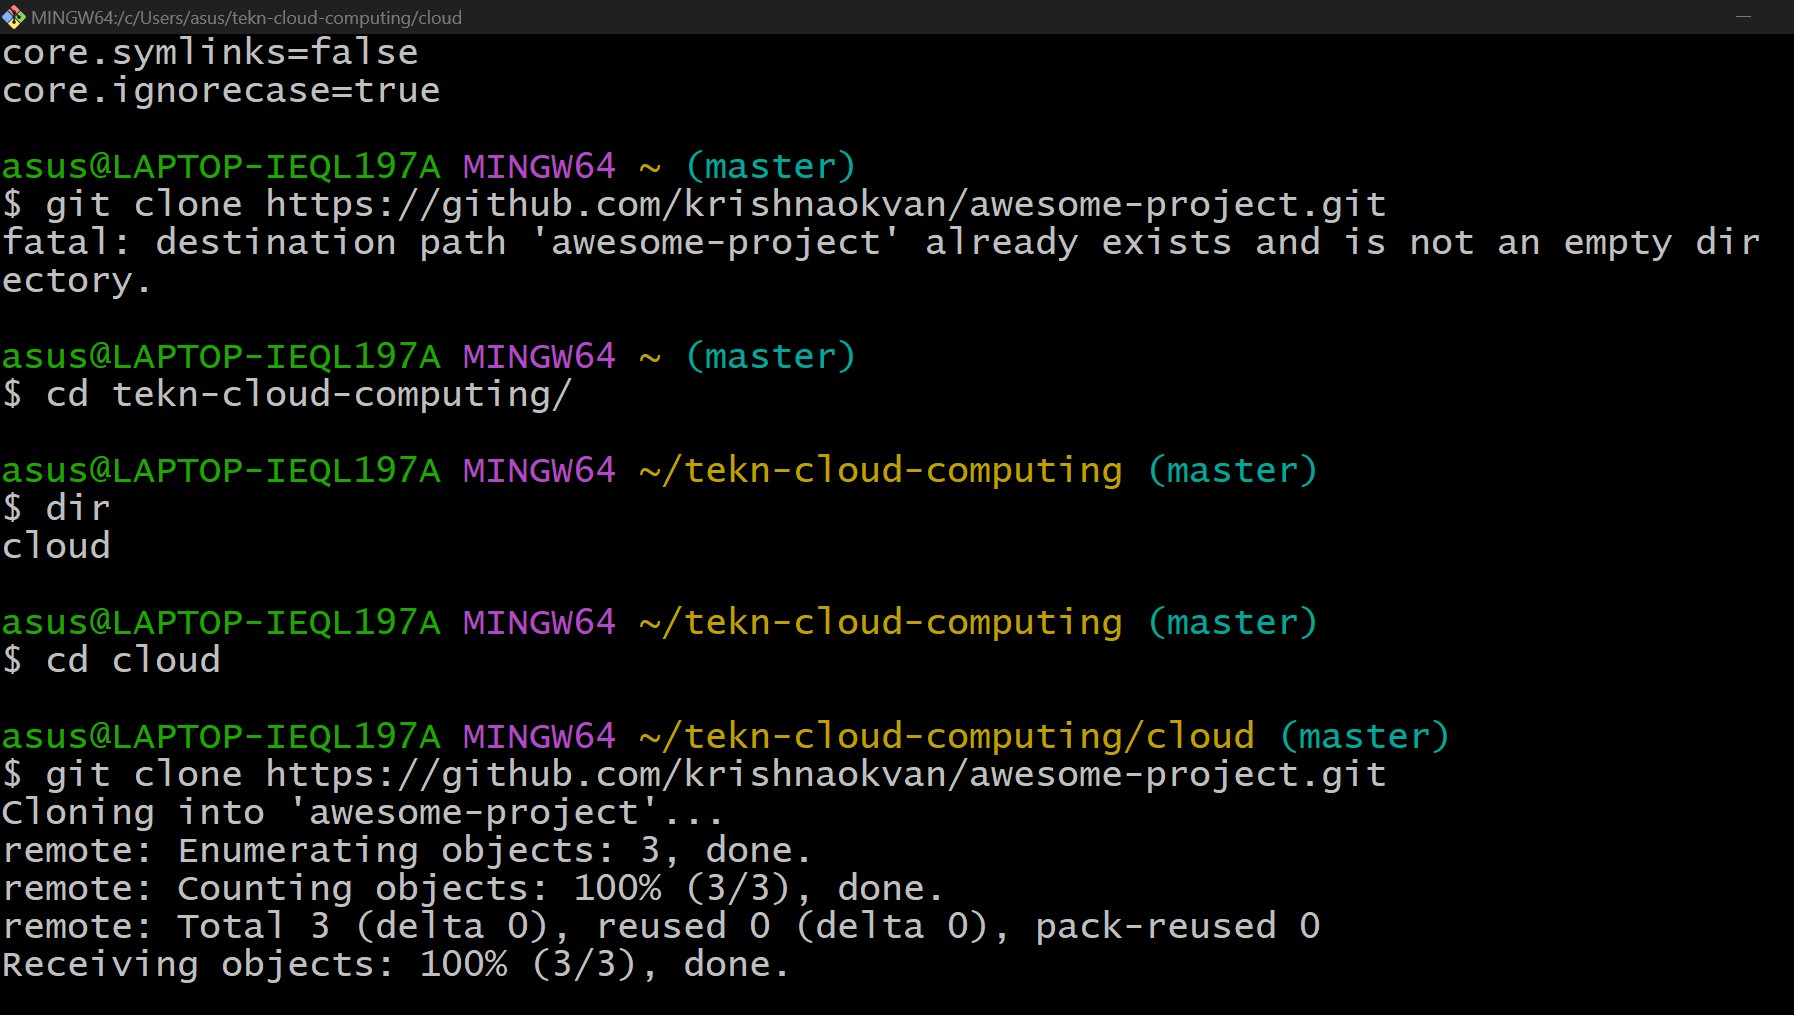 MINGW64:/c/Users/asus/tekn-cloud-computing/cloud
core.symlinks=false
core.ignorecase=true
asus@LAPTOP-IEQL197A MINGW64 ~ (master)
$ git clone https://github.com/krishnaokvan/awesome-project.git
fatal: destination path 'awesome-project' already exists and is not an empty dir
ectory.
asus@LAPTOP-IEQL197A MINGW64 ~ (master)
$ cd tekn-cloud-computing/
asus@LAPTOP-IEQL197A MINGW64 ~/tekn-cloud-computing (master)
$ dir
cloud
asus@LAPTOP-IEQL197A MINGW64 ~/tekn-cloud-computing (master)
$ cd cloud
asus@LAPTOP-IEQL197A MINGW64 ~/tekn-cloud-computing/cloud (master)
$ git clone https://github.com/krishnaokvan/awesome-project.git
Cloning into 'awesome-project'...
remote: Enumerating objects: 3, done.
remote: Counting objects: 100% (3/3), done.
remote: Total 3 (delta 0), reused 0 (delta 0), pack-reused 0
Receiving objects: 100% (3/3), done.